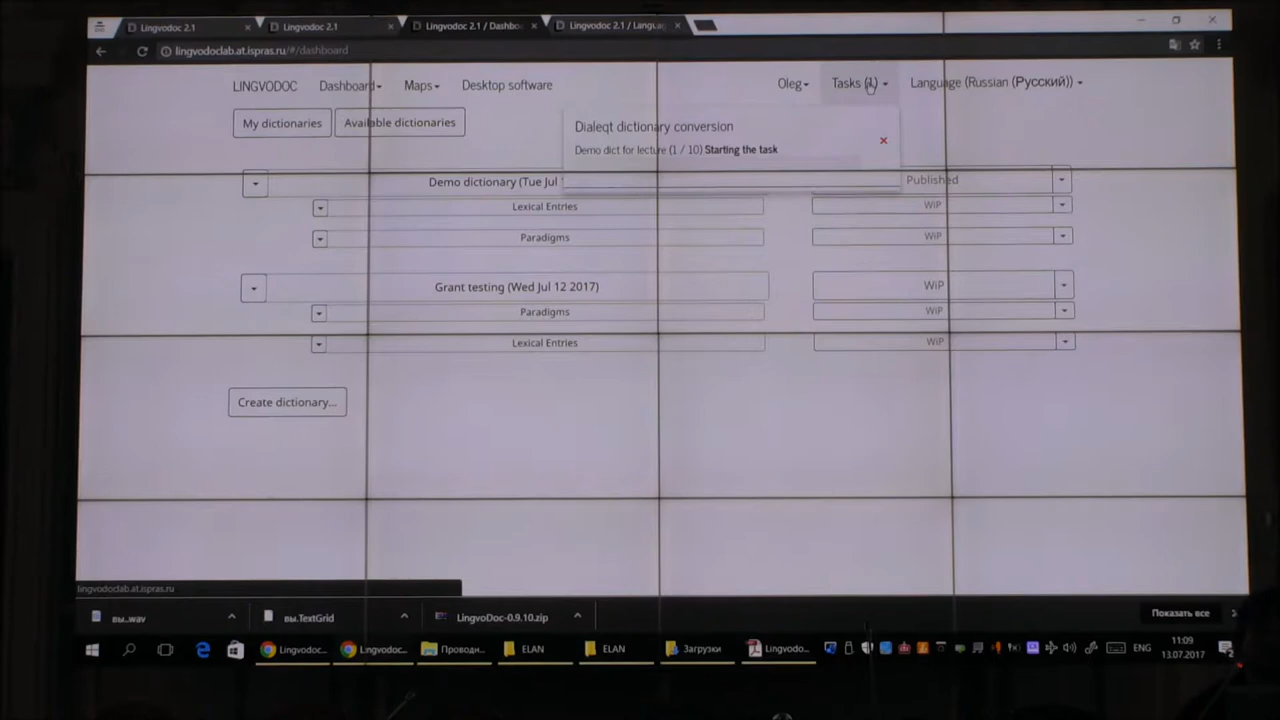 Lingvodoc 2.1 Lingvodoc 2.1 Lingvodoc 2.1 / Dashbo Lingvodoc 2.1 / Langu
lingvodoclab.at.ispras.ru/#/dashboard
LINGVODOC Dashboard Maps Desktop software Oleg Tasks (1) Language (Russian (Русский))
My dictionaries Available dictionaries
Dialeqt dictionary conversion
Demo dict for lecture (1 / 10) Starting the task
Demo dictionary (Tue Jul Published
Lexical Entries WiP
Paradigms WiP
Grant testing (Wed Jul 12 2017) WiP
Paradigms WiP
Lexical Entries WiP
Create dictionary...
lingvodoclab.at.ispras.ru
вы..wav вы.TextGrid LingvoDoc-0.9.10.zip Показать все
Lingvodoc... Lingvodoc... Проводн... ELAN ELAN Загрузки Lingvodo... ENG 11:09
13.07.2017